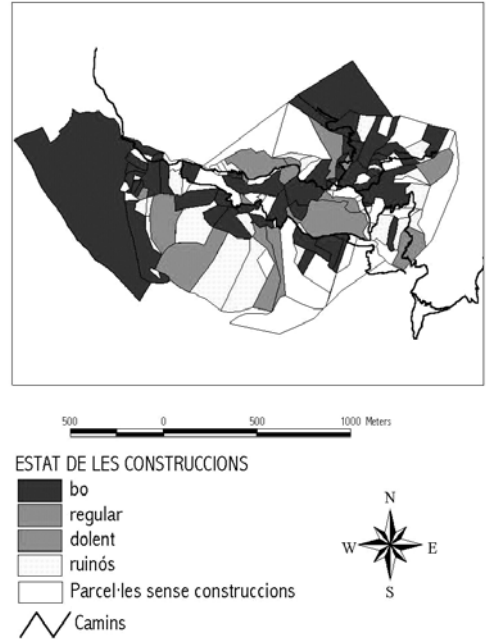 500 0 500 1000 Meters
ESTAT DE LES CONSTRUCCIONS
bo
regular
dolent
ruinós
Parcel·les sense construccions
Camins
N
W E
S